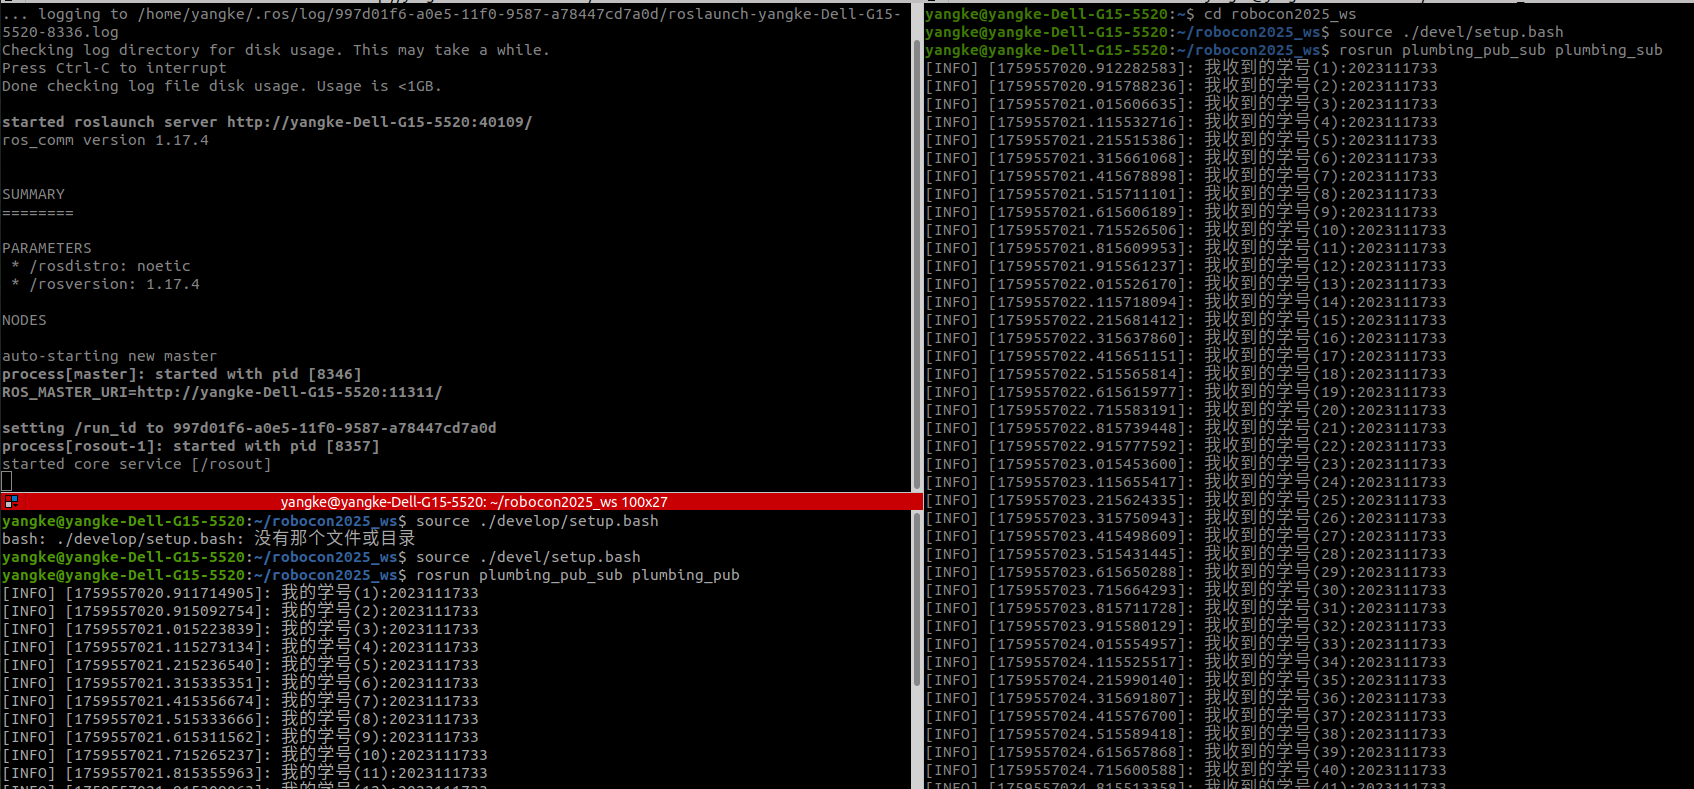 ... logging to /home/yangke/.ros/log/997d01f6-a0e5-11f0-9587-a78447cd7a0d/roslaunch-yangke-Dell-G15-
5520-8336.log
Checking log directory for disk usage. This may take a while.
Press Ctrl-C to interrupt
Done checking log file disk usage. Usage is <1GB.
started roslaunch server http://yangke-Dell-G15-5520:40109/
ros_comm version 1.17.4
SUMMARY
========
PARAMETERS
* /rosdistro: noetic
* /rosversion: 1.17.4
NODES
auto-starting new master
process[master]: started with pid [8346]
ROS_MASTER_URI=http://yangke-Dell-G15-5520:11311/
setting /run_id to 997d01f6-a0e5-11f0-9587-a78447cd7a0d
process[rosout-1]: started with pid [8357]
started core service [/rosout]
yangke@yangke-Dell-G15-5520: ~/robocon2025_ws 100x27
yangke@yangke-Dell-G15-5520:~/robocon2025_ws$ source ./develop/setup.bash
bash: ./develop/setup.bash: 没有那个文件或目录
yangke@yangke-Dell-G15-5520:~/robocon2025_ws$ source ./devel/setup.bash
yangke@yangke-Dell-G15-5520:~/robocon2025_ws$ rosrun plumbing_pub_sub plumbing_pub
[INFO] [1759557020.911714905]: 我的学号(1):2023111733
[INFO] [1759557020.915092754]: 我的学号(2):2023111733
[INFO] [1759557021.015223839]: 我的学号(3):2023111733
[INFO] [1759557021.115273134]: 我的学号(4):2023111733
[INFO] [1759557021.215236540]: 我的学号(5):2023111733
[INFO] [1759557021.315335351]: 我的学号(6):2023111733
[INFO] [1759557021.415356674]: 我的学号(7):2023111733
[INFO] [1759557021.515333666]: 我的学号(8):2023111733
[INFO] [1759557021.615311562]: 我的学号(9):2023111733
[INFO] [1759557021.715265237]: 我的学号(10):2023111733
[INFO] [1759557021.815355963]: 我的学号(11):2023111733
yangke@yangke-Dell-G15-5520:~$ cd robocon2025_ws
yangke@yangke-Dell-G15-5520:~/robocon2025_ws$ source ./devel/setup.bash
yangke@yangke-Dell-G15-5520:~/robocon2025_ws$ rosrun plumbing_pub_sub plumbing_sub
[INFO] [1759557020.912282583]: 我收到的学号(1):2023111733
[INFO] [1759557020.915788236]: 我收到的学号(2):2023111733
[INFO] [1759557021.015606635]: 我收到的学号(3):2023111733
[INFO] [1759557021.115532716]: 我收到的学号(4):2023111733
[INFO] [1759557021.215515386]: 我收到的学号(5):2023111733
[INFO] [1759557021.315661068]: 我收到的学号(6):2023111733
[INFO] [1759557021.415678898]: 我收到的学号(7):2023111733
[INFO] [1759557021.515711101]: 我收到的学号(8):2023111733
[INFO] [1759557021.615606189]: 我收到的学号(9):2023111733
[INFO] [1759557021.715526506]: 我收到的学号(10):2023111733
[INFO] [1759557021.815609953]: 我收到的学号(11):2023111733
[INFO] [1759557021.915561237]: 我收到的学号(12):2023111733
[INFO] [1759557022.015526170]: 我收到的学号(13):2023111733
[INFO] [1759557022.115718094]: 我收到的学号(14):2023111733
[INFO] [1759557022.215681412]: 我收到的学号(15):2023111733
[INFO] [1759557022.315637860]: 我收到的学号(16):2023111733
[INFO] [1759557022.415651151]: 我收到的学号(17):2023111733
[INFO] [1759557022.515565814]: 我收到的学号(18):2023111733
[INFO] [1759557022.615615977]: 我收到的学号(19):2023111733
[INFO] [1759557022.715583191]: 我收到的学号(20):2023111733
[INFO] [1759557022.815739448]: 我收到的学号(21):2023111733
[INFO] [1759557022.915777592]: 我收到的学号(22):2023111733
[INFO] [1759557023.015453600]: 我收到的学号(23):2023111733
[INFO] [1759557023.115655417]: 我收到的学号(24):2023111733
[INFO] [1759557023.215624335]: 我收到的学号(25):2023111733
[INFO] [1759557023.315750943]: 我收到的学号(26):2023111733
[INFO] [1759557023.415498609]: 我收到的学号(27):2023111733
[INFO] [1759557023.515431445]: 我收到的学号(28):2023111733
[INFO] [1759557023.615650288]: 我收到的学号(29):2023111733
[INFO] [1759557023.715664293]: 我收到的学号(30):2023111733
[INFO] [1759557023.815711728]: 我收到的学号(31):2023111733
[INFO] [1759557023.915580129]: 我收到的学号(32):2023111733
[INFO] [1759557024.015554957]: 我收到的学号(33):2023111733
[INFO] [1759557024.115525517]: 我收到的学号(34):2023111733
[INFO] [1759557024.215990140]: 我收到的学号(35):2023111733
[INFO] [1759557024.315691807]: 我收到的学号(36):2023111733
[INFO] [1759557024.415576700]: 我收到的学号(37):2023111733
[INFO] [1759557024.515589418]: 我收到的学号(38):2023111733
[INFO] [1759557024.615657868]: 我收到的学号(39):2023111733
[INFO] [1759557024.715600588]: 我收到的学号(40):2023111733
[INFO] [1759557024.815513358]: 我收到的学号(41):2023111733